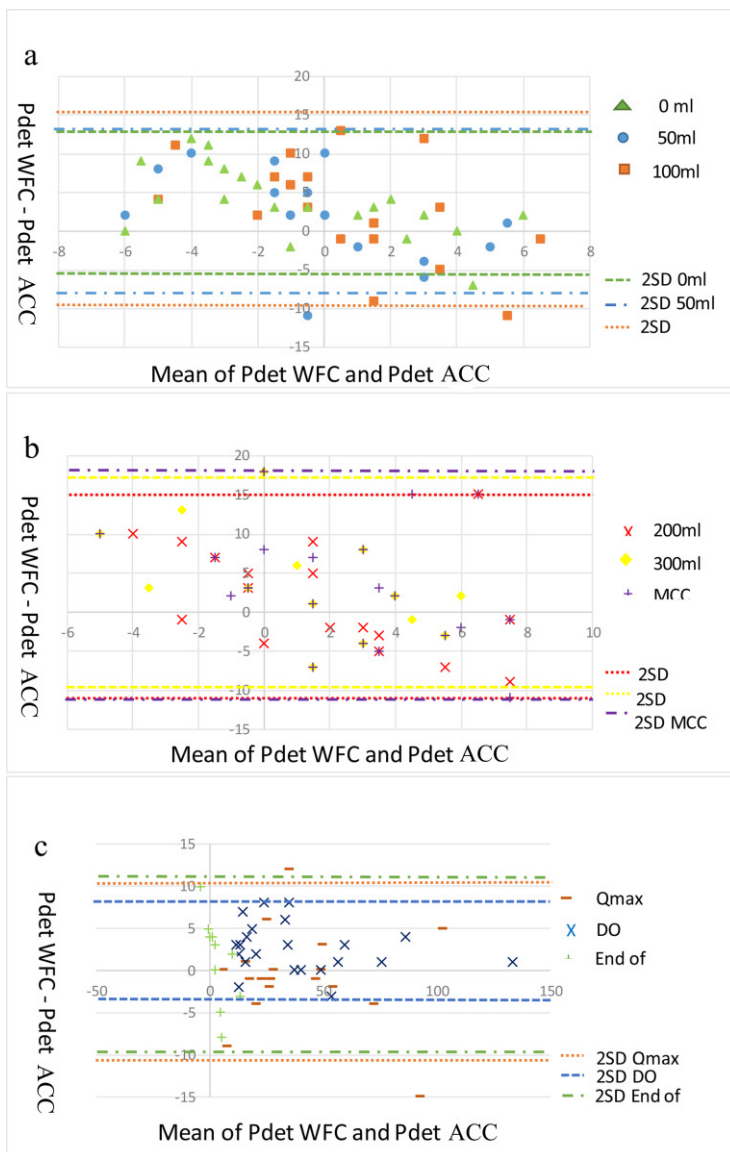 a
Pdet WFC - Pdet ACC
20
15
10
5
0
-5
-10
-15
-8 -6 -4 -2 0 2 4 6 8
0 ml
50ml
100ml
2SD 0ml
2SD 50ml
2SD
Mean of Pdet WFC and Pdet ACC
b
Pdet WFC - Pdet ACC
20
15
10
5
0
-5
-10
-15
-6 -4 -2 0 2 4 6 8 10
200ml
300ml
MCC
2SD
2SD
2SD MCC
Mean of Pdet WFC and Pdet ACC
c
Pdet WFC - Pdet ACC
15
10
5
0
-5
-10
-15
-50 0 50 100 150
Qmax
DO
End of
2SD Qmax
2SD DO
2SD End of
Mean of Pdet WFC and Pdet ACC